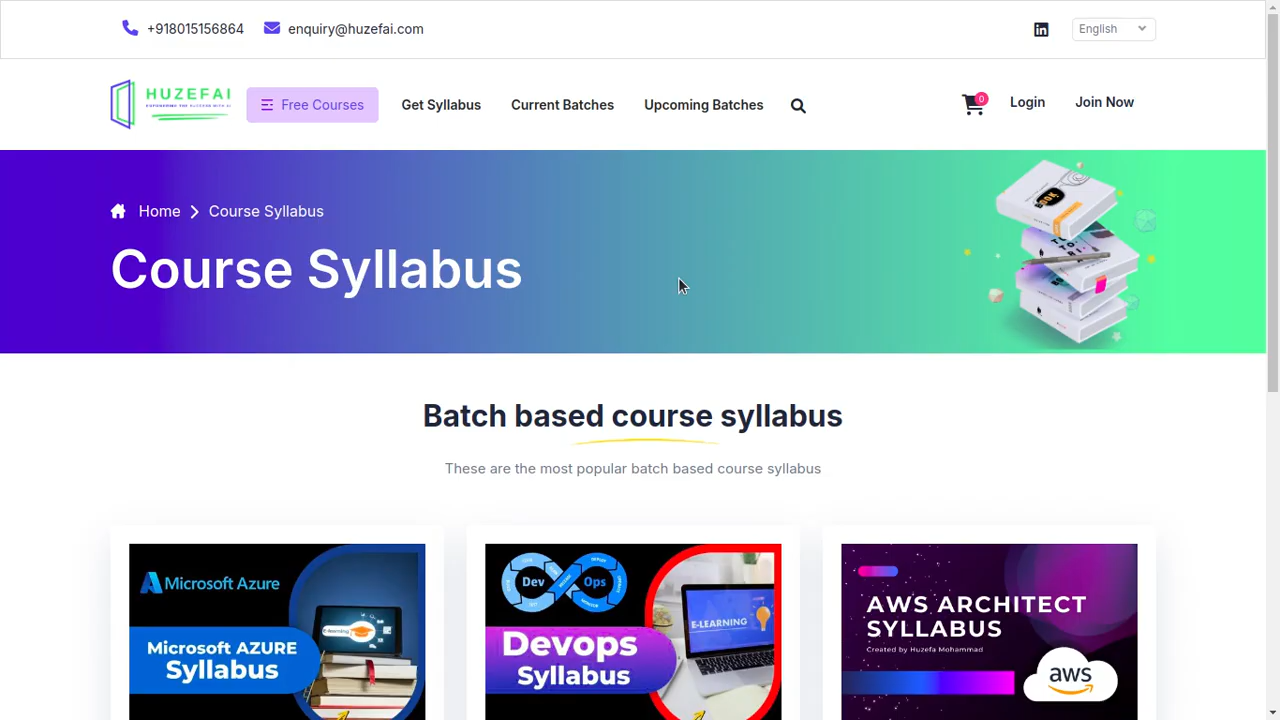 +918015156864
enquiry@huzefai.com
English
HUZEFAI
Free Courses
Get Syllabus
Current Batches
Upcoming Batches
0
Login
Join Now
Home
Course Syllabus
Course Syllabus
Batch based course syllabus
These are the most popular batch based course syllabus
Microsoft Azure
E-LEARNING
Microsoft AZURE
Syllabus
Dev
Ops
E-LEARNING
Devops
Syllabus
AWS ARCHITECT
SYLLABUS
Created by Huzefa Mohammad
aws